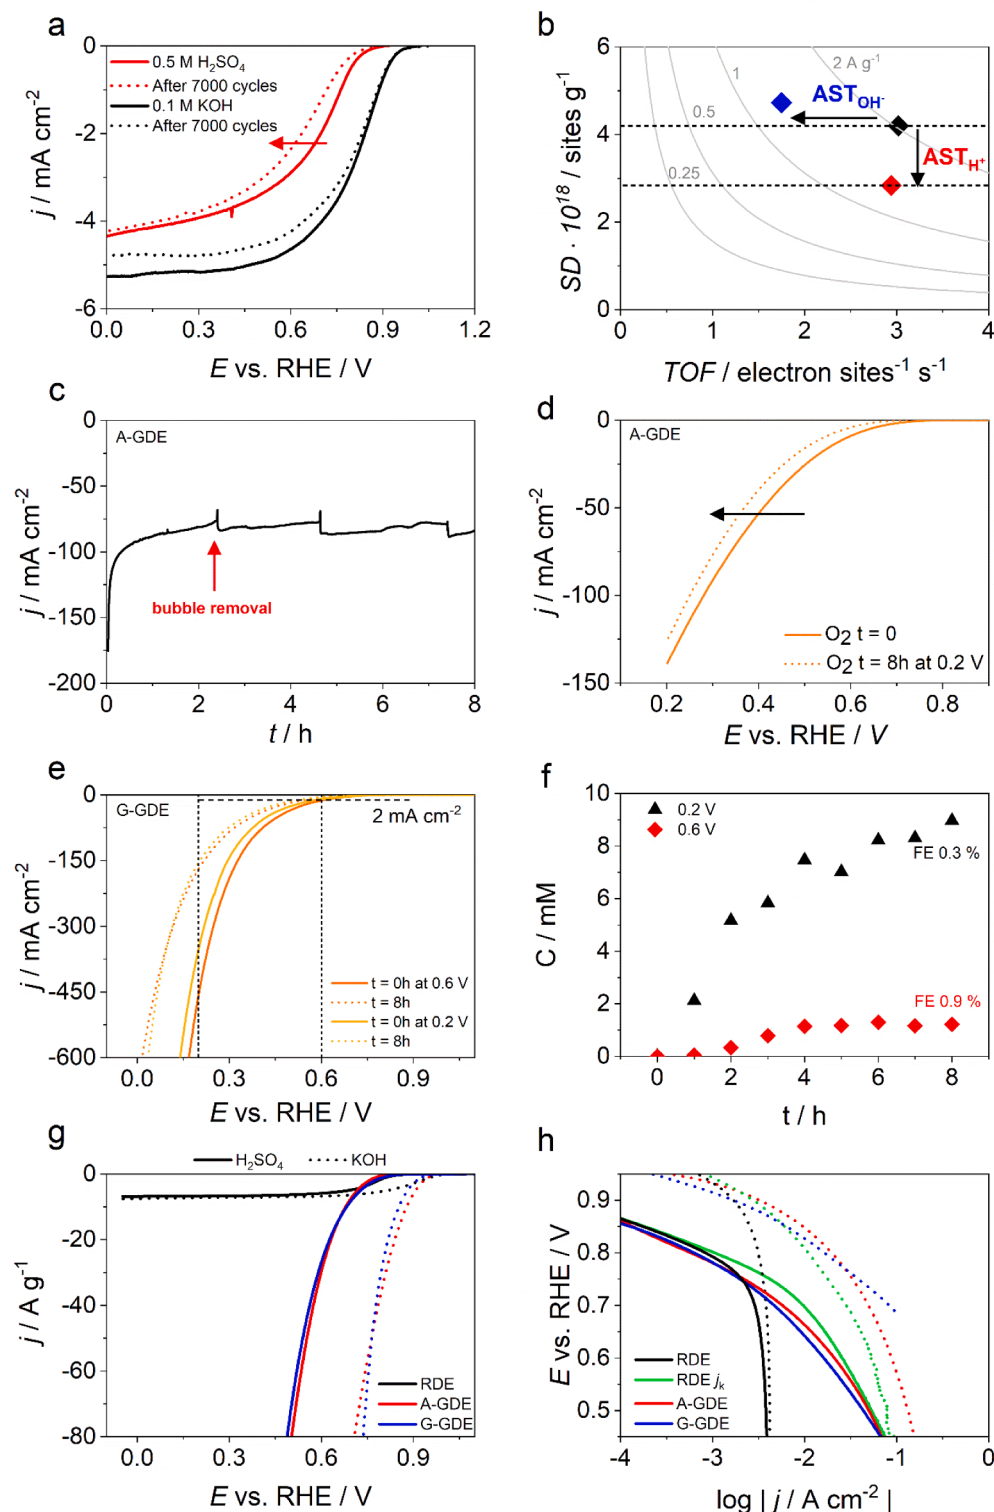 a
0
-2
-4
-6
j / mA cm⁻²
0.5 M H₂SO₄
After 7000 cycles
0.1 M KOH
After 7000 cycles
0.0 0.3 0.6 0.9 1.2
E vs. RHE / V
b
6
4
2
0
SD · 10¹⁸ / sites g⁻¹
2 A g⁻¹
1
0.5
0.25
AST_OH⁻
AST_H⁺
0 1 2 3 4
TOF / electron sites⁻¹ s⁻¹
c
A-GDE
0
-50
-100
-150
-200
j / mA cm⁻²
bubble removal
0 2 4 6 8
t / h
d
A-GDE
0
-50
-100
-150
j / mA cm⁻²
O₂ t = 0
O₂ t = 8h at 0.2 V
0.2 0.4 0.6 0.8
E vs. RHE / V
e
G-GDE
2 mA cm⁻²
0
-150
-300
-450
-600
j / mA cm⁻²
t = 0h at 0.6 V
t = 8h
t = 0h at 0.2 V
t = 8h
0.0 0.3 0.6 0.9
E vs. RHE / V
f
10
8
6
4
2
0
C / mM
0.2 V
0.6 V
FE 0.3 %
FE 0.9 %
0 2 4 6 8
t / h
g
H₂SO₄ KOH
0
-20
-40
-60
-80
j / A g⁻¹
RDE
A-GDE
G-GDE
0.0 0.3 0.6 0.9
E vs. RHE / V
h
0.9
0.8
0.7
0.6
0.5
E vs. RHE / V
RDE
RDE jₖ
A-GDE
G-GDE
-4 -3 -2 -1 0
log | j / A cm⁻² |